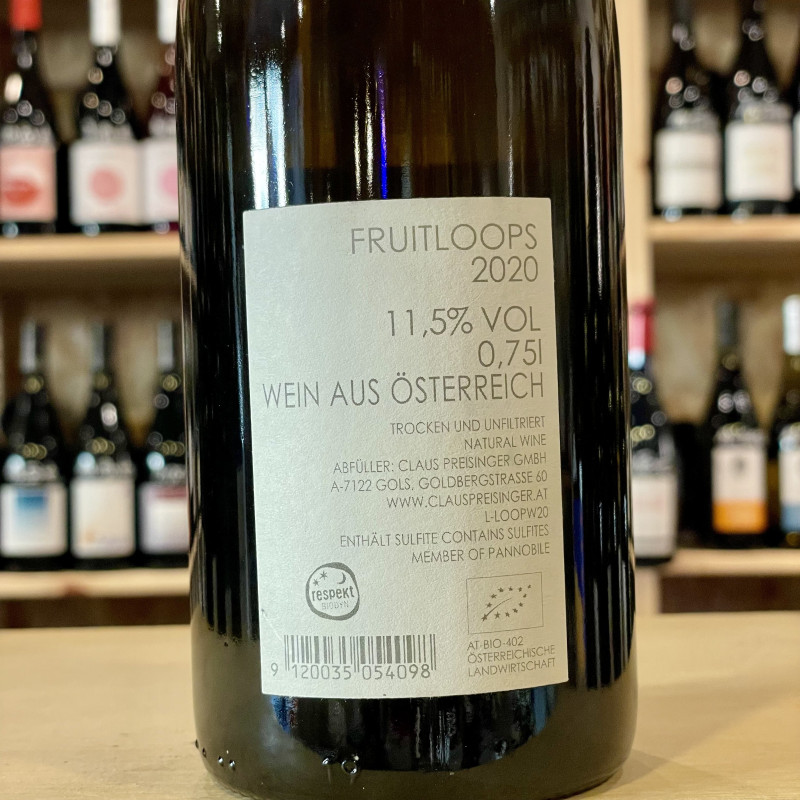 FRUITLOOPS
2020
11,5% VOL
0,75l
WEIN AUS ÖSTERREICH
TROCKEN UND UNFILTRIERT
NATURAL WINE
ABFÜLLER: CLAUS PREISINGER GMBH
A-7122 GOLS, GOLDBERGSTRASSE 60
WWW.CLAUSPREISINGER.AT
L-LOOPW20
ENTHÄLT SULFITE CONTAINS SULFITES
MEMBER OF PANNOBILE
respekt
BIODYN
AT-BIO-402
ÖSTERREICHISCHE
LANDWIRTSCHAFT
9 120035 054098